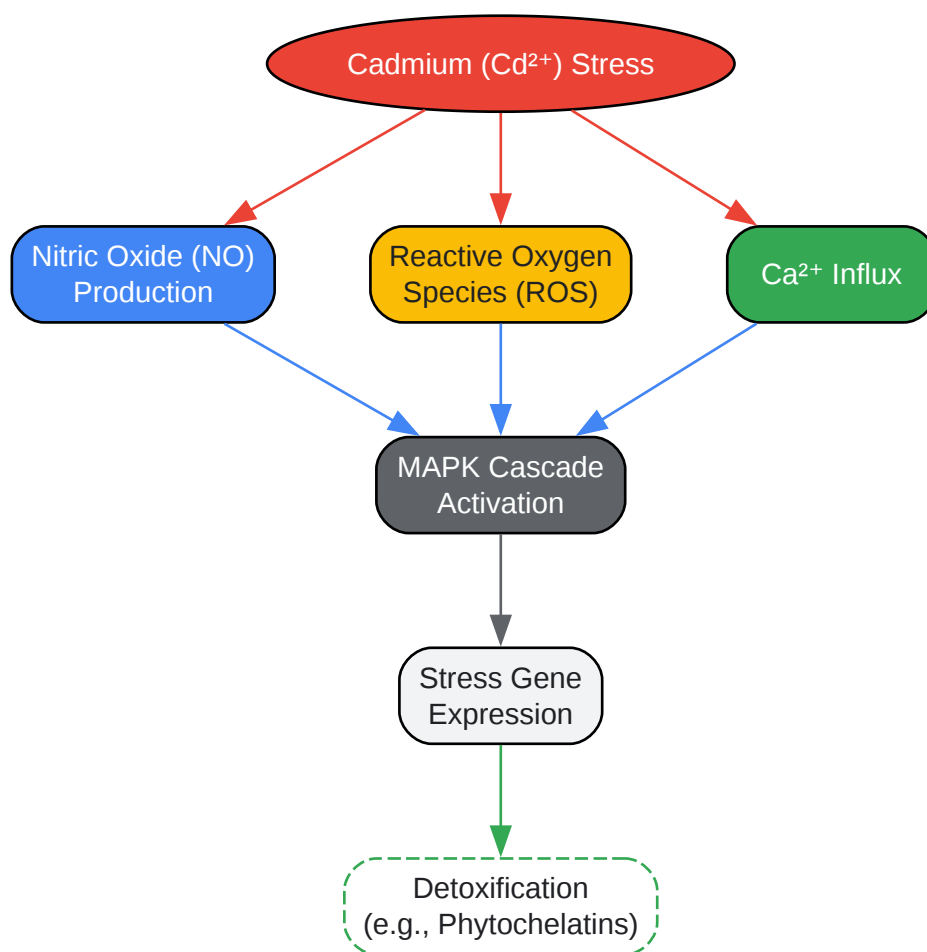 Cadmium (Cd²⁺) Stress
Nitric Oxide (NO)
Production
Reactive Oxygen
Species (ROS)
Ca²⁺ Influx
MAPK Cascade
Activation
Stress Gene
Expression
Detoxification
(e.g., Phytochelatins)